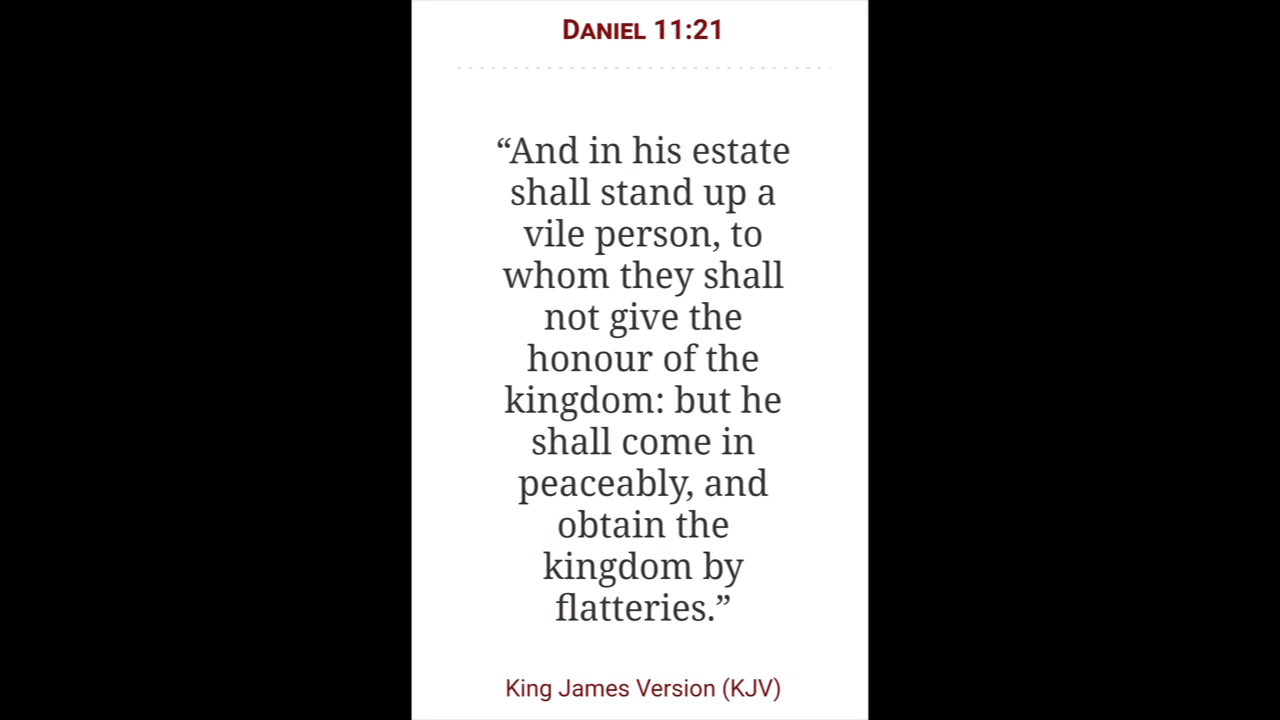 Daniel 11:21
“And in his estate
shall stand up a
vile person, to
whom they shall
not give the
honour of the
kingdom: but he
shall come in
peaceably, and
obtain the
kingdom by
flatteries.”
King James Version (KJV)